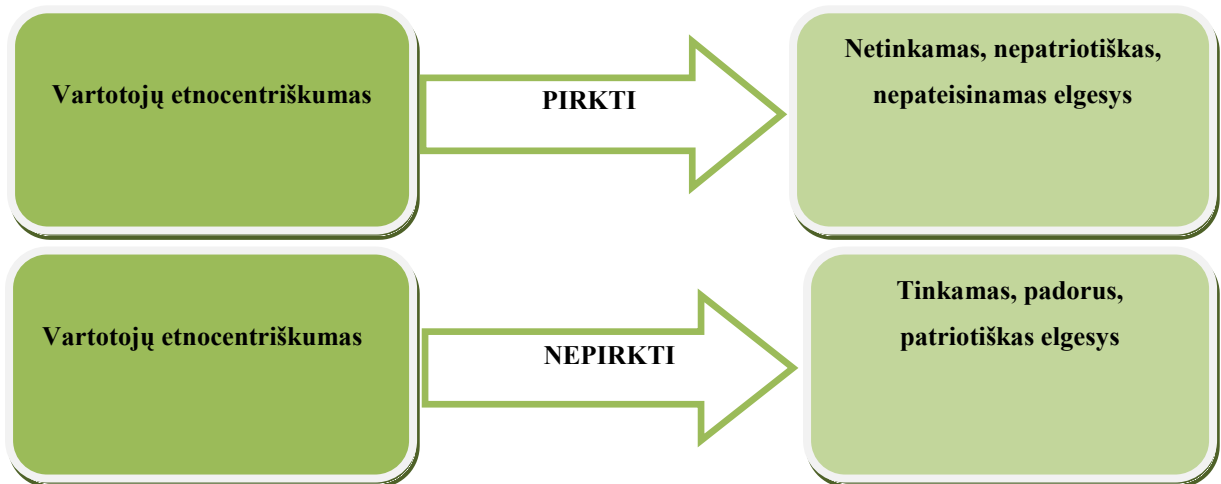 Vartotojų etnocentriškumas
PIRKTI
Netinkamas, nepatriotiškas,
nepateisinamas elgesys
Vartotojų etnocentriškumas
NEPIRKTI
Tinkamas, padorus,
patriotiškas elgesys